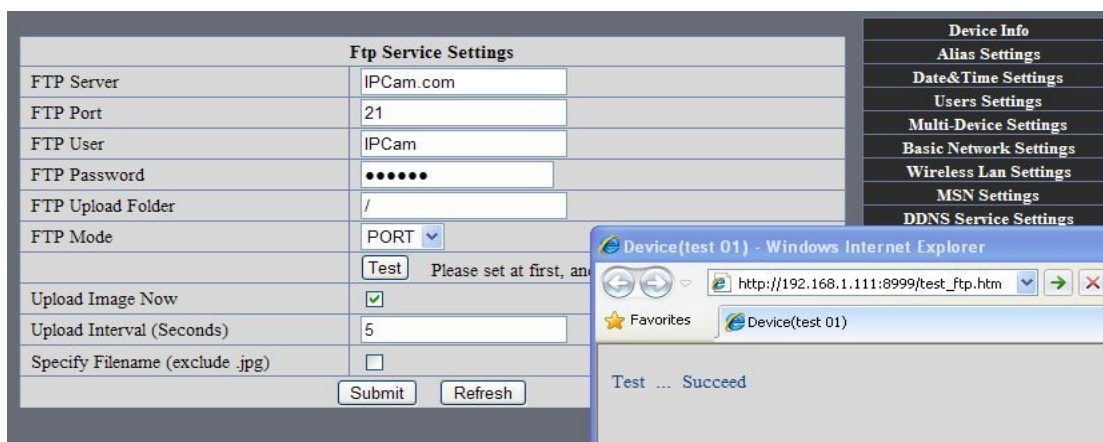 Ftp Service Settings
FTP Server IPCam.com
FTP Port 21
FTP User IPCam
FTP Password ••••••
FTP Upload Folder /
FTP Mode PORT
Test Please set at first, an
Upload Image Now
Upload Interval (Seconds) 5
Specify Filename (exclude .jpg)
Submit Refresh
Device Info
Alias Settings
Date&Time Settings
Users Settings
Multi-Device Settings
Basic Network Settings
Wireless Lan Settings
MSN Settings
DDNS Service Settings
Device(test 01) - Windows Internet Explorer
http://192.168.1.111:8999/test_ftp.htm
Favorites Device(test 01)
Test ... Succeed